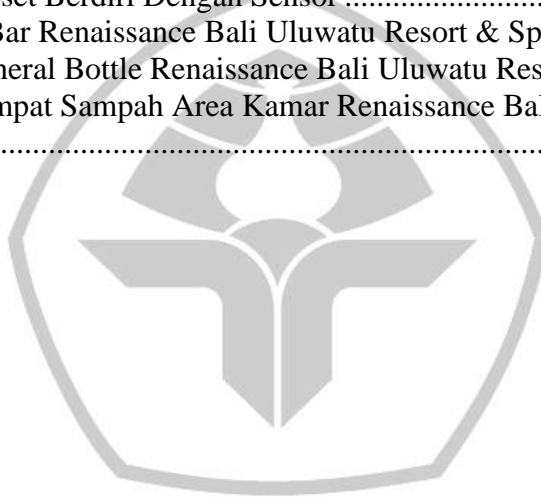 set Berdiri Dengan Sensor ......................
Bar Renaissance Bali Uluwatu Resort & Sp
neral Bottle Renaissance Bali Uluwatu Res
mpat Sampah Area Kamar Renaissance Bal
................................................................................